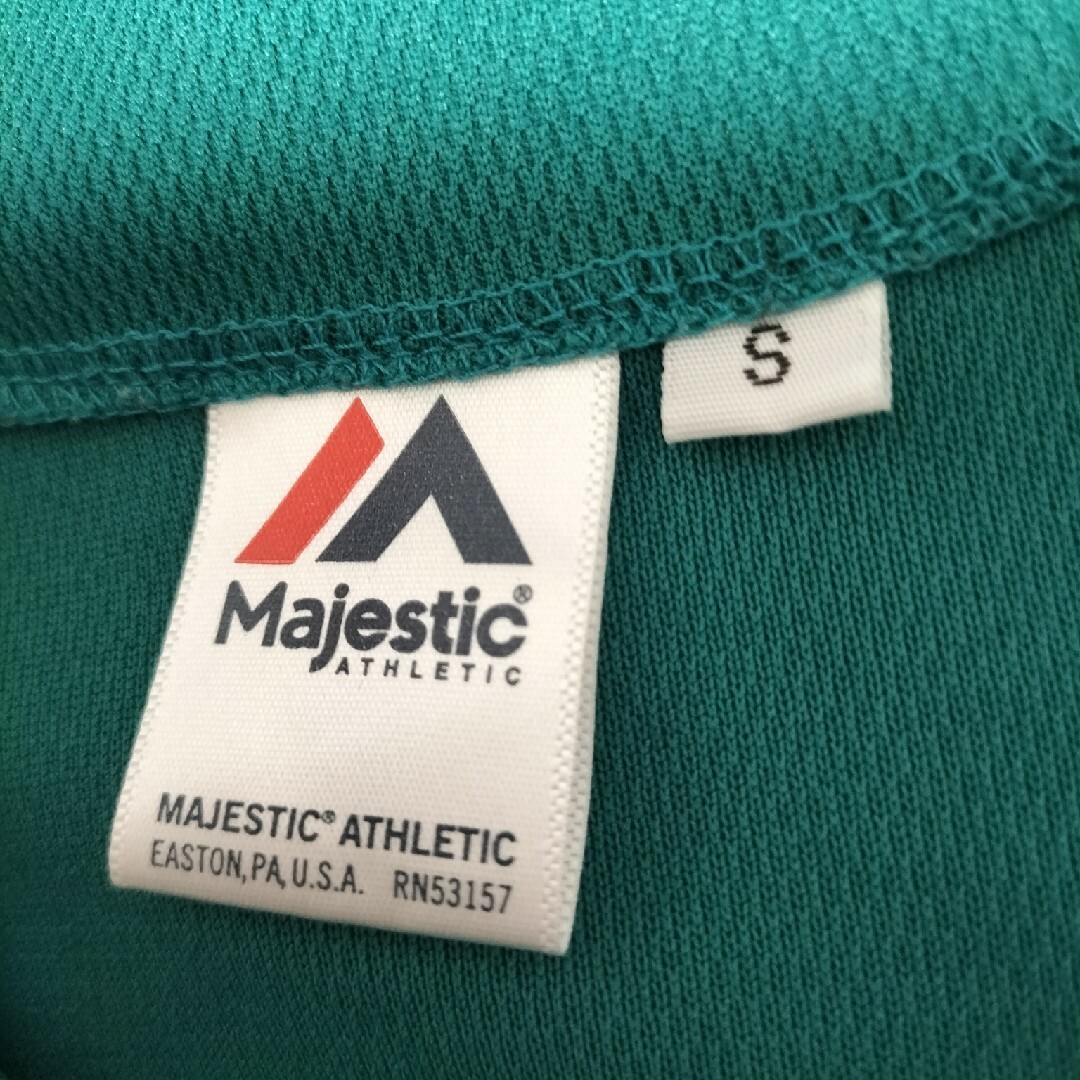 S
Majestic®
ATHLETIC
MAJESTIC® ATHLETIC
EASTON, PA, U.S.A. RN53157